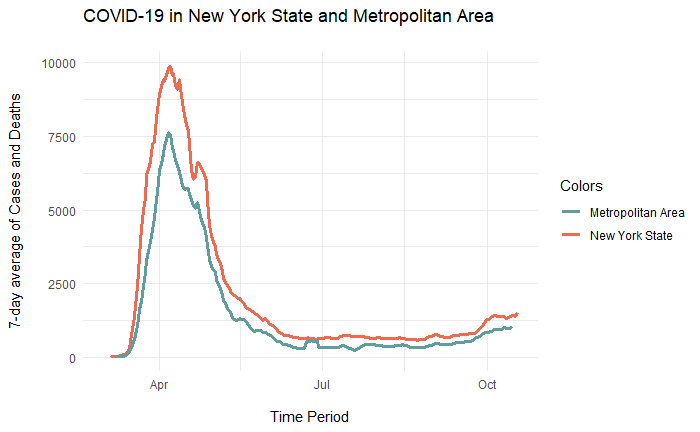 COVID-19 in New York State and Metropolitan Area
7-day average of Cases and Deaths
10000
7500
5000
2500
0
Apr
Jul
Oct
Time Period
Colors
Metropolitan Area
New York State